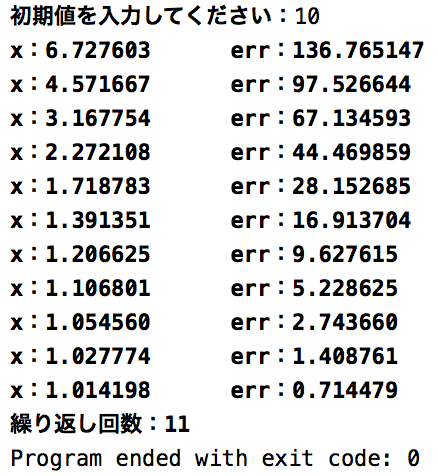 初期値を入力してください：10
x：6.727603 err：136.765147
x：4.571667 err：97.526644
x：3.167754 err：67.134593
x：2.272108 err：44.469859
x：1.718783 err：28.152685
x：1.391351 err：16.913704
x：1.206625 err：9.627615
x：1.106801 err：5.228625
x：1.054560 err：2.743660
x：1.027774 err：1.408761
x：1.014198 err：0.714479
繰り返し回数：11
Program ended with exit code: 0